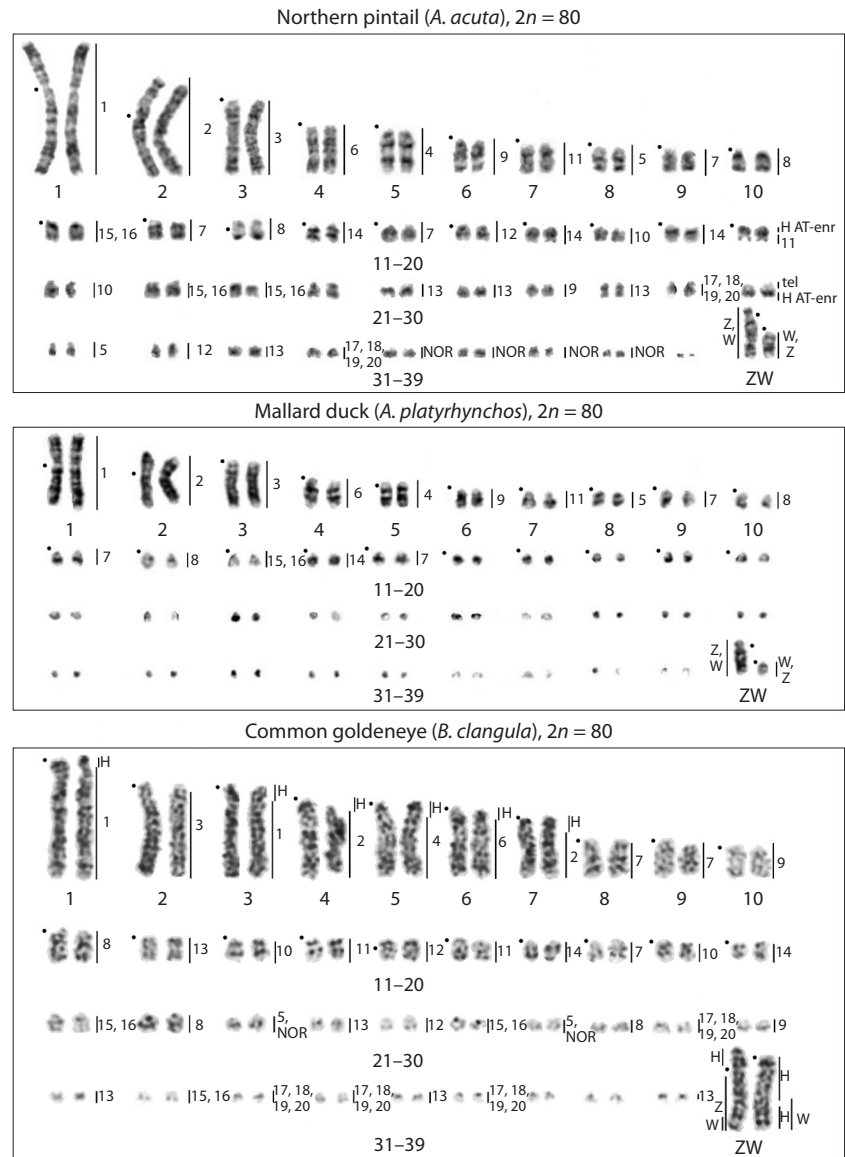 Northern pintail (A. acuta), 2n = 80
1 2 3 6 4 9 11 5 7 8
1 2 3 4 5 6 7 8 9 10
15, 16 7 8 14 7 12 14 10 14 H AT-enr
11
11–20
10 15, 16 15, 16 13 13 9 13 17, 18, tel
19, 20 H AT-enr
21–30
Z, W W, Z
5 12 13 17, 18, NOR NOR NOR NOR
19, 20
31–39 ZW
Mallard duck (A. platyrhynchos), 2n = 80
1 2 3 6 4 9 11 5 7 8
1 2 3 4 5 6 7 8 9 10
7 8 15, 16 14 7
11–20
21–30
Z, W W, Z
31–39 ZW
Common goldeneye (B. clangula), 2n = 80
H H H H H H
1 3 1 2 4 6 2 7 7 9
1 2 3 4 5 6 7 8 9 10
8 13 10 11 12 11 14 7 10 14
11–20
15, 16 8 5, 13 12 15, 16 5, 8 17, 18, 9
NOR NOR 19, 20
21–30
H H
13 15, 16 17, 18, 17, 18, 13 17, 18, 13 Z H W
19, 20 19, 20 19, 20 W
31–39 ZW